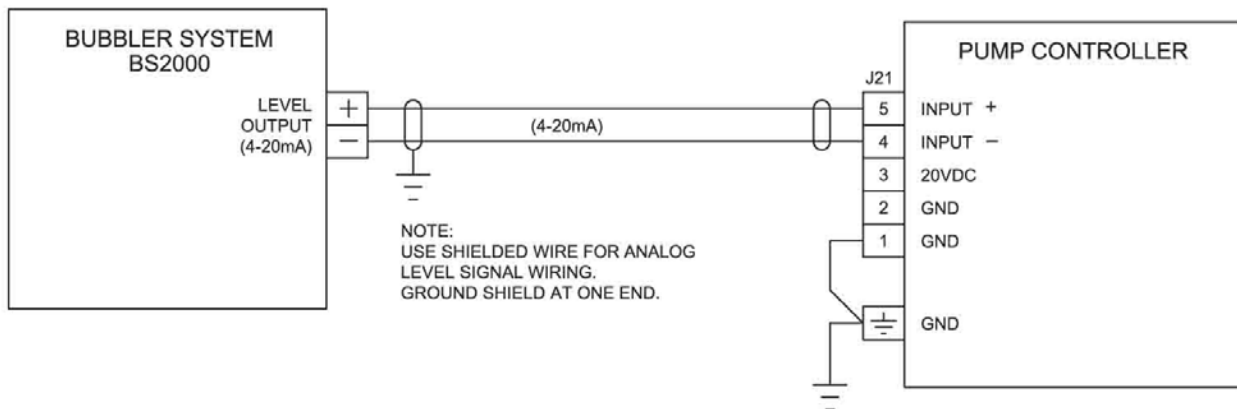 BUBBLER SYSTEM
BS2000
LEVEL
OUTPUT
(4-20mA)
+
−
(4-20mA)
NOTE:
USE SHIELDED WIRE FOR ANALOG
LEVEL SIGNAL WIRING.
GROUND SHIELD AT ONE END.
PUMP CONTROLLER
J21
5 INPUT +
4 INPUT −
3 20VDC
2 GND
1 GND
GND